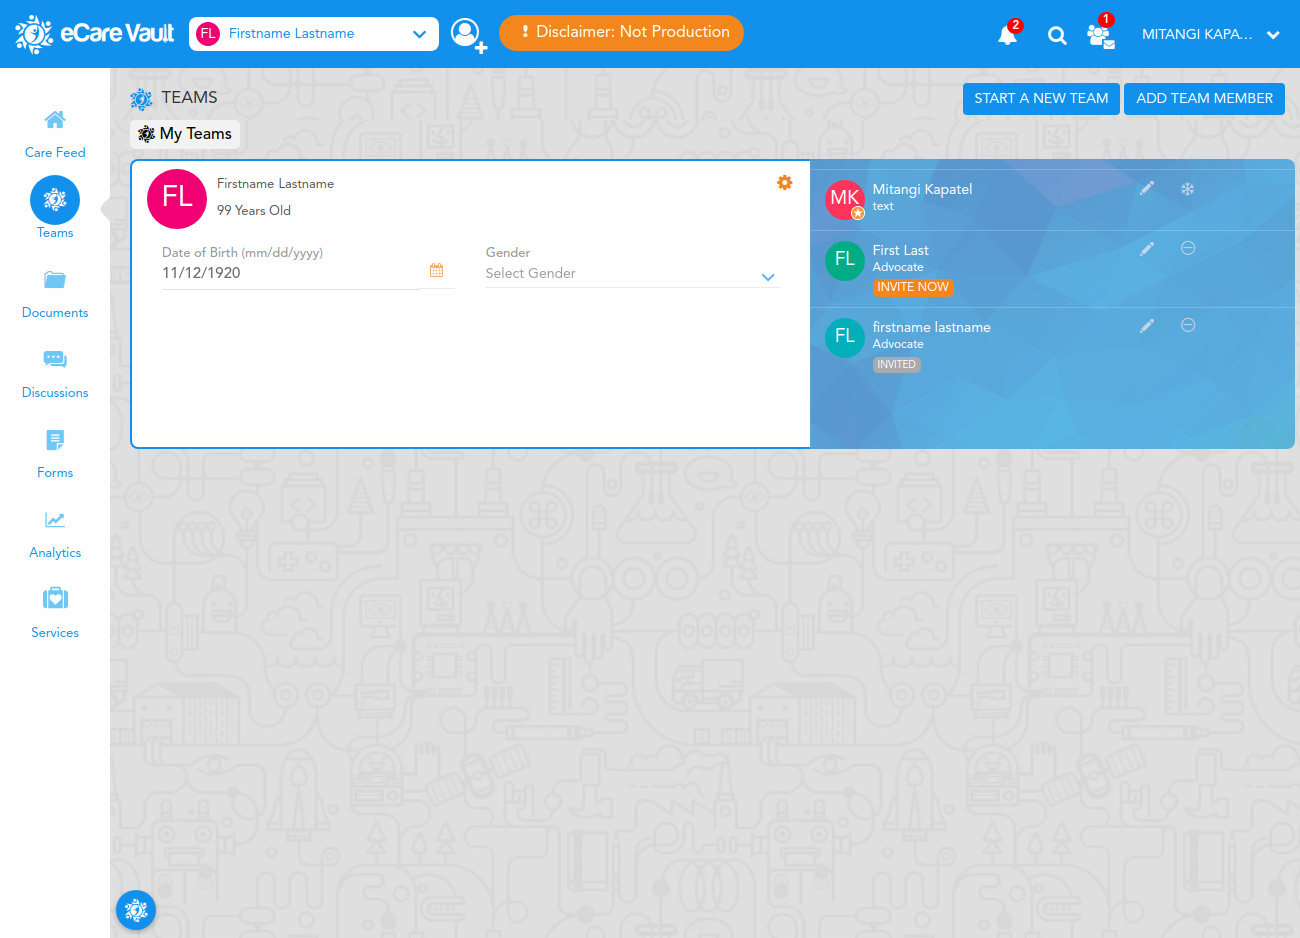 eCare Vault
FL Firstname Lastname
! Disclaimer: Not Production
2
1
MITANGI KAPA...
Care Feed
Teams
Documents
Discussions
Forms
Analytics
Services
TEAMS
START A NEW TEAM
ADD TEAM MEMBER
My Teams
FL
Firstname Lastname
99 Years Old
Date of Birth (mm/dd/yyyy)
11/12/1920
Gender
Select Gender
MK
Mitangi Kapatel
text
FL
First Last
Advocate
INVITE NOW
FL
firstname lastname
Advocate
INVITED